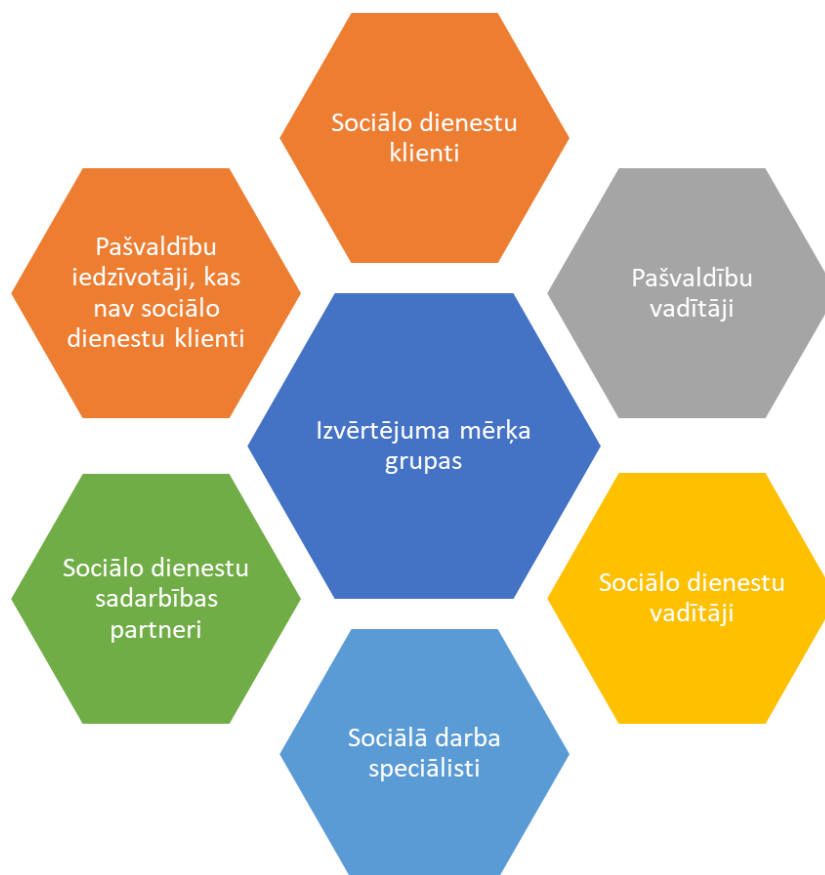 Sociālo dienestu
klienti
Pašvaldību
iedzīvotāji, kas
nav sociālo
dienestu klienti
Pašvaldību
vadītāji
Izvērtējuma mērķa
grupas
Sociālo dienestu
sadarbības
partneri
Sociālo dienestu
vadītāji
Sociālā darba
speciālisti